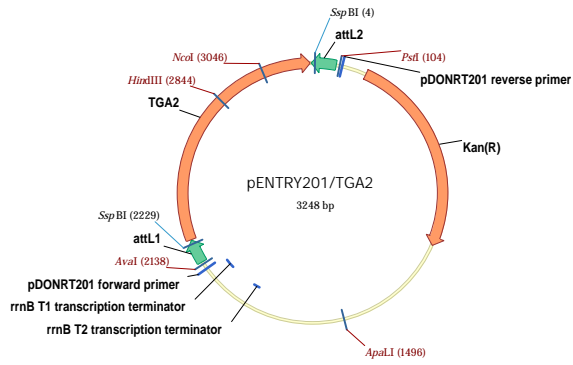 SspBI (4)
attL2
NcoI (3046)
PstI (104)
pDONRT201 reverse primer
HindIII (2844)
TGA2
Kan(R)
pENTRY201/TGA2
3248 bp
SspBI (2229)
attL1
AvaI (2138)
pDONRT201 forward primer
rrnB T1 transcription terminator
rrnB T2 transcription terminator
ApaLI (1496)